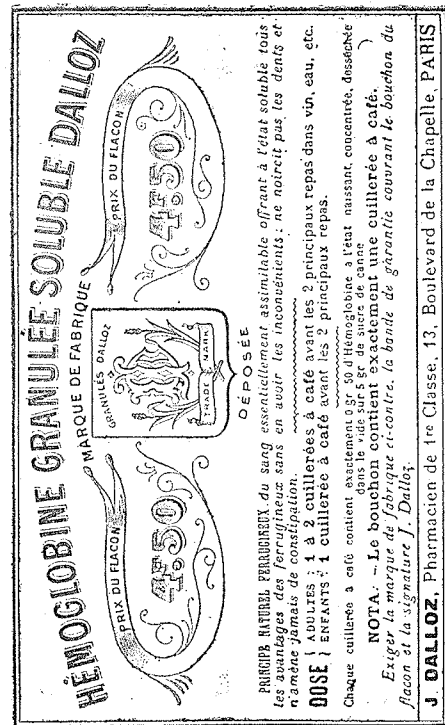 HÉMOGLOBINE GRANULÉE SOLUBLE DALLOZ
MARQUE DE FABRIQUE
PRIX DU FLACON
4F50
GRANULES DALLOZ
TRADE MARK
DÉPOSÉE
PRIX DU FLACON
4F50
PRINCIPE NATUREL FERRUGINEUX du sang essentiellement assimilable offrant à l'état soluble tous
les avantages des ferrugineux sans en avoir les inconvénients: ne noircit pas les dents et
n'amène jamais de constipation.
DOSE } ADULTES : 1 à 2 cuillerées à café avant les 2 principaux repas dans vin, eau, etc.
ENFANTS : 1 cuillerée à café avant les 2 principaux repas.
Chaque cuillerée à café contient exactement 0 gr 50 d'Hémoglobine à l'état naissant, concentrée, desséchée
dans le vide sur 5 gr de sucre de canne
NOTA. – Le bouchon contient exactement une cuillerée à café.
Exiger la marque de fabrique ci-contre, la bande de garantie couvrant le bouchon du
flacon et la signature J. Dalloz.
J DALLOZ, Pharmacien de 1re Classe, 13, Boulevard de la Chapelle, PARIS